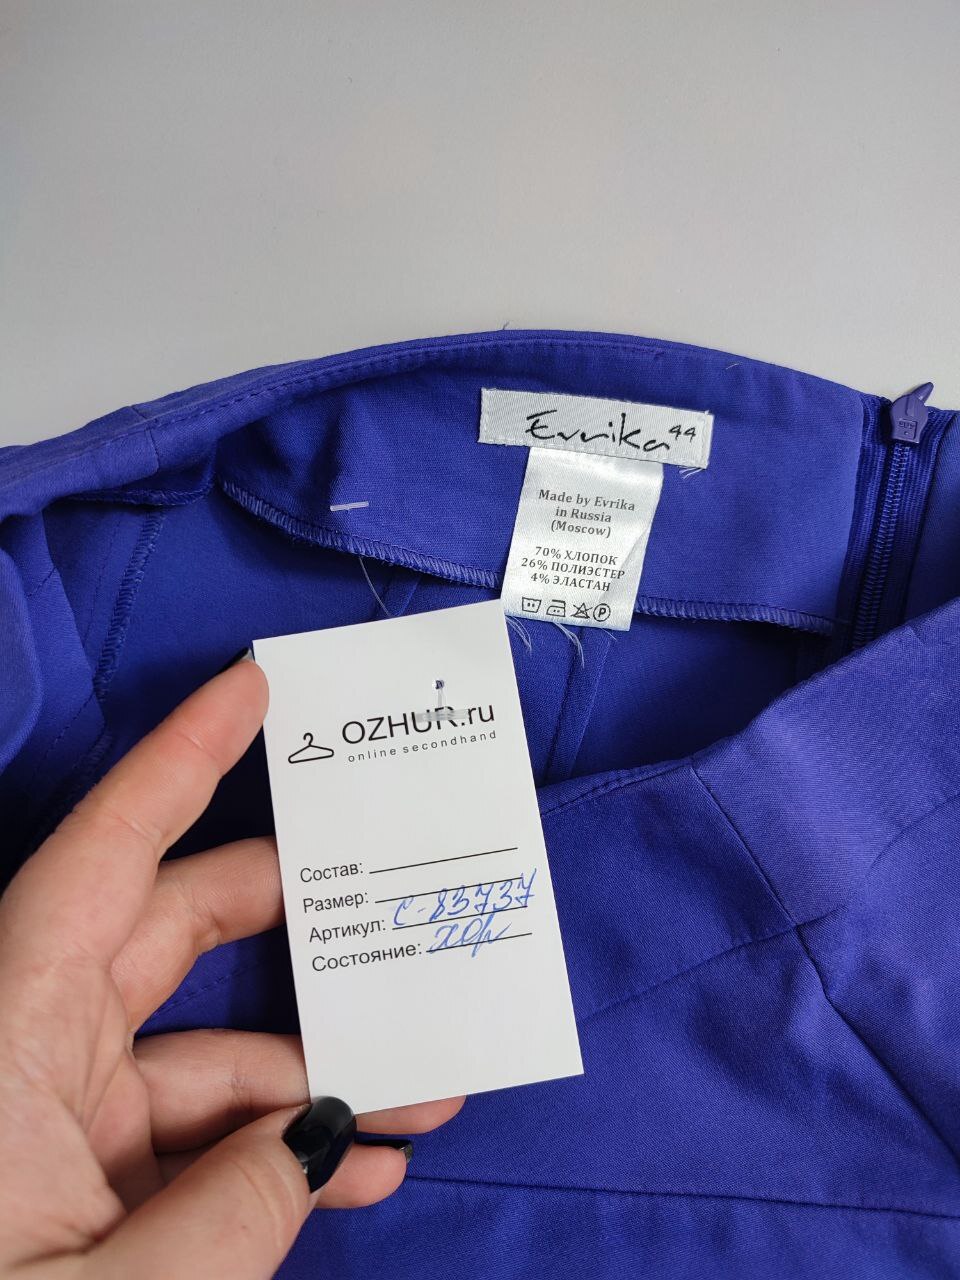 Evrika 44
Made by Evrika
in Russia
(Moscow)
70% ХЛОПОК
26% ПОЛИЭСТЕР
4% ЭЛАСТАН
P
OZHUR.ru
online secondhand
Состав:
Размер:
Артикул: С-83737
Состояние: хор